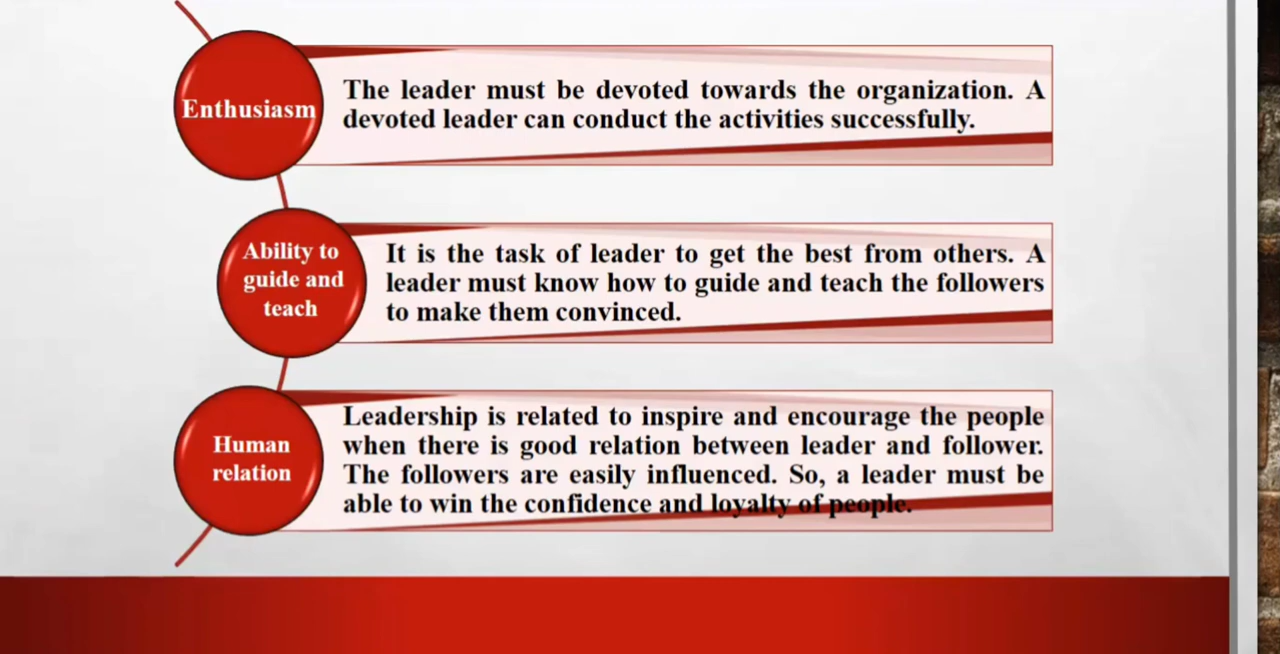 Enthusiasm
The leader must be devoted towards the organization. A
devoted leader can conduct the activities successfully.
Ability to
guide and
teach
It is the task of leader to get the best from others. A
leader must know how to guide and teach the followers
to make them convinced.
Human
relation
Leadership is related to inspire and encourage the people
when there is good relation between leader and follower.
The followers are easily influenced. So, a leader must be
able to win the confidence and loyalty of people.